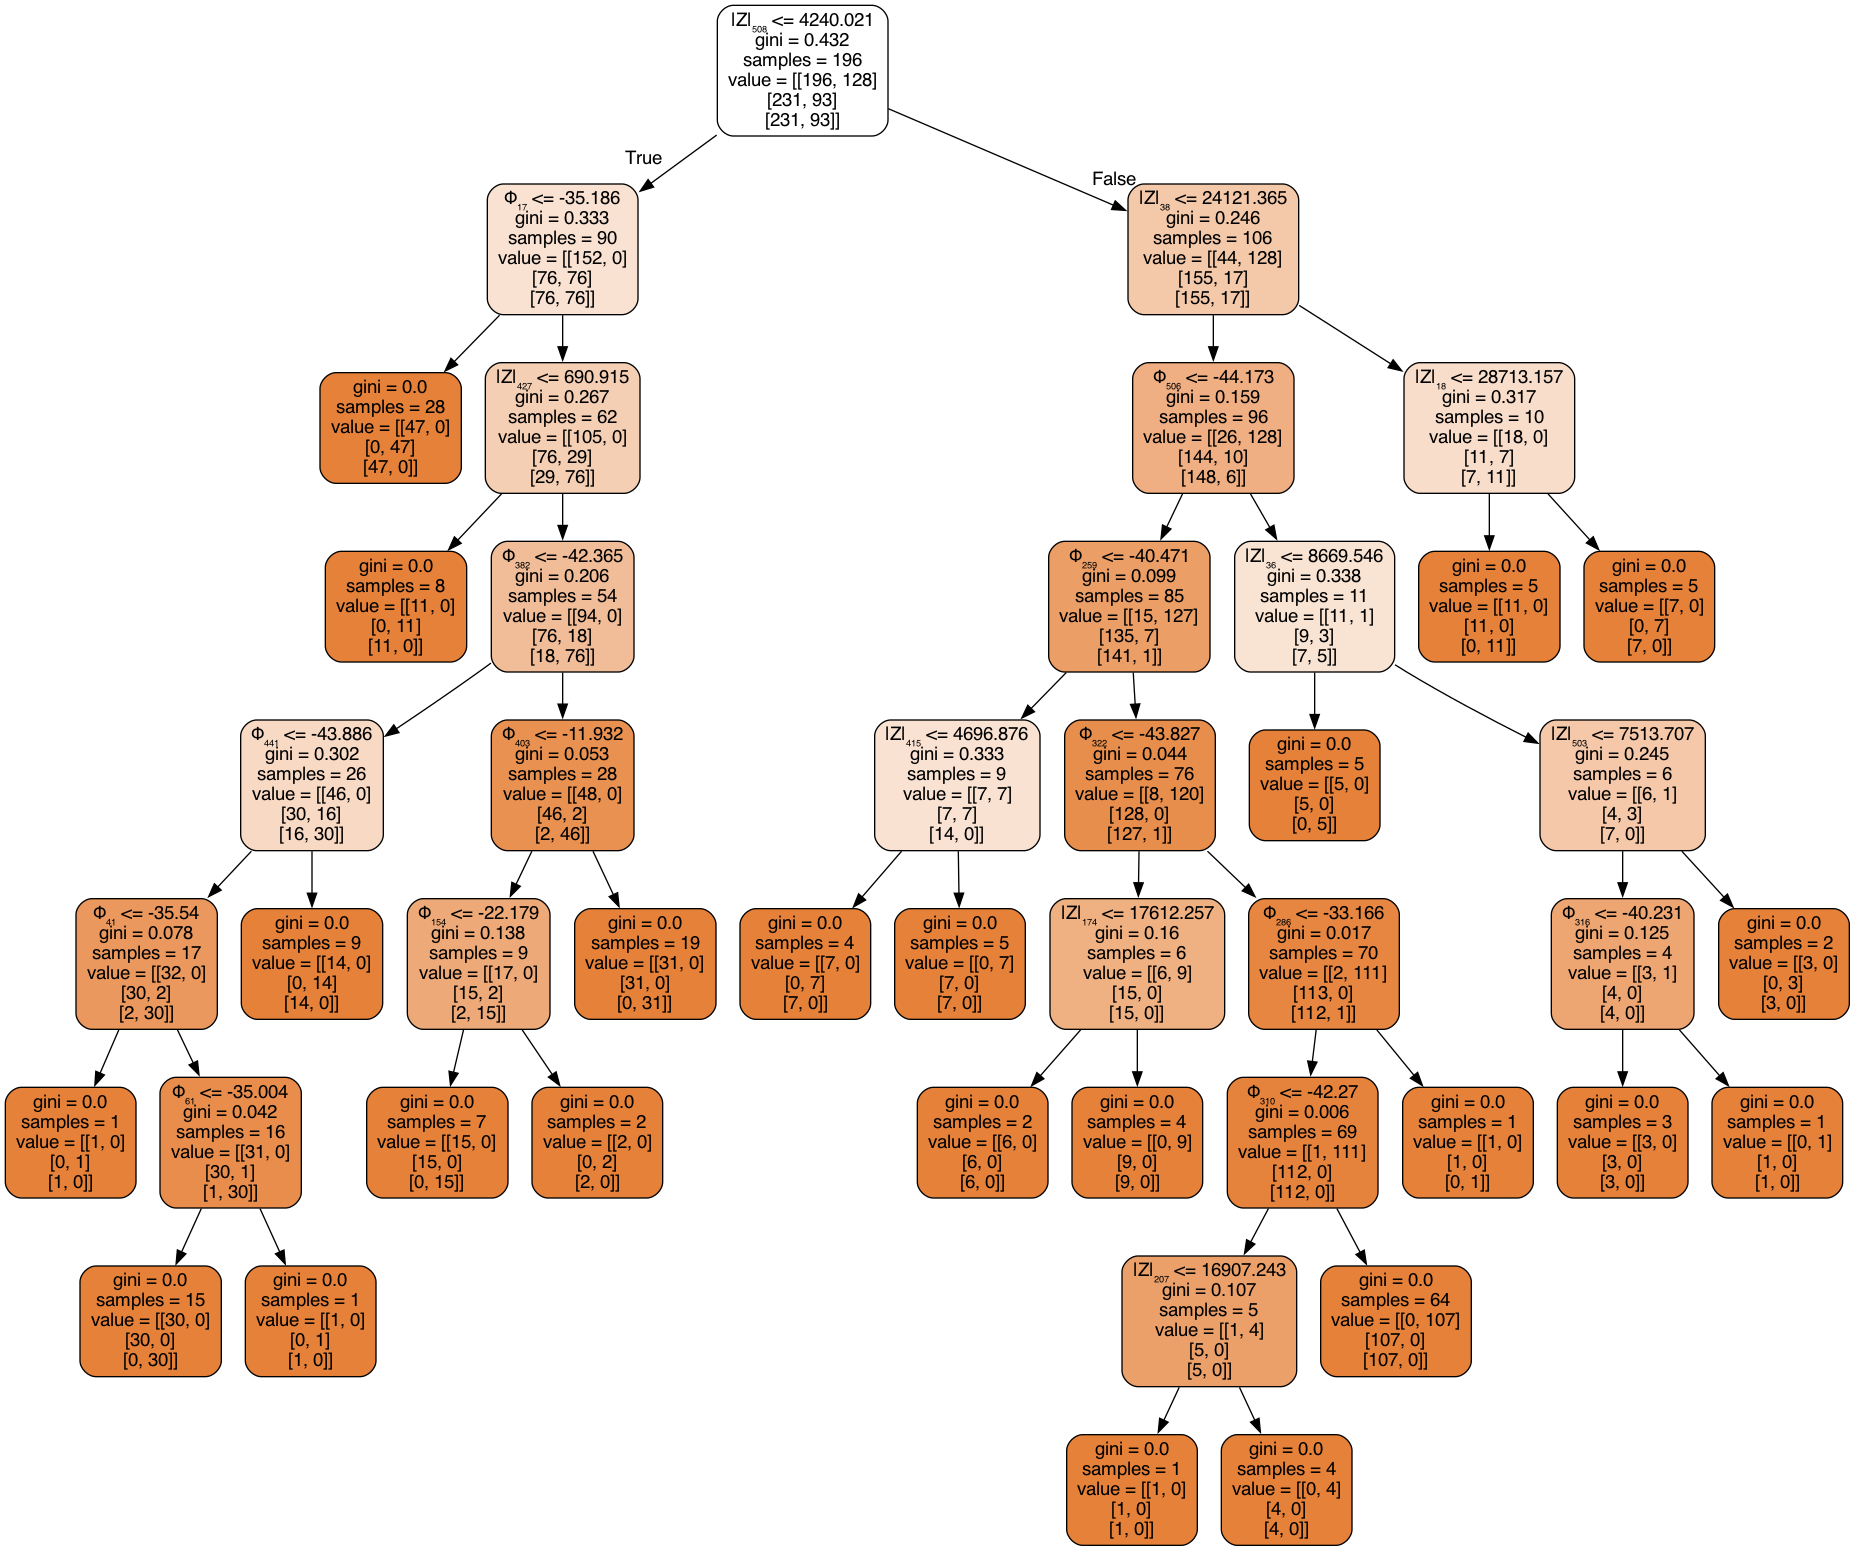 |Z|₅₀₈ <= 4240.021
gini = 0.432
samples = 196
value = [[196, 128]
[231, 93]
[231, 93]]
True
False
Φ₁₇ <= -35.186
gini = 0.333
samples = 90
value = [[152, 0]
[76, 76]
[76, 76]]
|Z|₃₈ <= 24121.365
gini = 0.246
samples = 106
value = [[44, 128]
[155, 17]
[155, 17]]
gini = 0.0
samples = 28
value = [[47, 0]
[0, 47]
[47, 0]]
|Z|₄₂₇ <= 690.915
gini = 0.267
samples = 62
value = [[105, 0]
[76, 29]
[29, 76]]
Φ₅₀₆ <= -44.173
gini = 0.159
samples = 96
value = [[26, 128]
[144, 10]
[148, 6]]
|Z|₁₈ <= 28713.157
gini = 0.317
samples = 10
value = [[18, 0]
[11, 7]
[7, 11]]
gini = 0.0
samples = 8
value = [[11, 0]
[0, 11]
[11, 0]]
Φ₃₈₂ <= -42.365
gini = 0.206
samples = 54
value = [[94, 0]
[76, 18]
[18, 76]]
Φ₂₅₉ <= -40.471
gini = 0.099
samples = 85
value = [[15, 127]
[135, 7]
[141, 1]]
|Z|₃₆ <= 8669.546
gini = 0.338
samples = 11
value = [[11, 1]
[9, 3]
[7, 5]]
gini = 0.0
samples = 5
value = [[11, 0]
[11, 0]
[0, 11]]
gini = 0.0
samples = 5
value = [[7, 0]
[0, 7]
[7, 0]]
Φ₄₄₁ <= -43.886
gini = 0.302
samples = 26
value = [[46, 0]
[30, 16]
[16, 30]]
Φ₄₀₃ <= -11.932
gini = 0.053
samples = 28
value = [[48, 0]
[46, 2]
[2, 46]]
|Z|₄₁₅ <= 4696.876
gini = 0.333
samples = 9
value = [[7, 7]
[7, 7]
[14, 0]]
Φ₃₂₂ <= -43.827
gini = 0.044
samples = 76
value = [[8, 120]
[128, 0]
[127, 1]]
gini = 0.0
samples = 5
value = [[5, 0]
[5, 0]
[0, 5]]
|Z|₅₀₃ <= 7513.707
gini = 0.245
samples = 6
value = [[6, 1]
[4, 3]
[7, 0]]
Φ₄₁ <= -35.54
gini = 0.078
samples = 17
value = [[32, 0]
[30, 2]
[2, 30]]
gini = 0.0
samples = 9
value = [[14, 0]
[0, 14]
[14, 0]]
Φ₁₅₄ <= -22.179
gini = 0.138
samples = 9
value = [[17, 0]
[15, 2]
[2, 15]]
gini = 0.0
samples = 19
value = [[31, 0]
[31, 0]
[0, 31]]
gini = 0.0
samples = 4
value = [[7, 0]
[0, 7]
[7, 0]]
gini = 0.0
samples = 5
value = [[0, 7]
[7, 0]
[7, 0]]
|Z|₁₇₄ <= 17612.257
gini = 0.16
samples = 6
value = [[6, 9]
[15, 0]
[15, 0]]
Φ₂₈₆ <= -33.166
gini = 0.017
samples = 70
value = [[2, 111]
[113, 0]
[112, 1]]
Φ₃₁₆ <= -40.231
gini = 0.125
samples = 4
value = [[3, 1]
[4, 0]
[4, 0]]
gini = 0.0
samples = 2
value = [[3, 0]
[0, 3]
[3, 0]]
gini = 0.0
samples = 1
value = [[1, 0]
[0, 1]
[1, 0]]
Φ₆₁ <= -35.004
gini = 0.042
samples = 16
value = [[31, 0]
[30, 1]
[1, 30]]
gini = 0.0
samples = 7
value = [[15, 0]
[15, 0]
[0, 15]]
gini = 0.0
samples = 2
value = [[2, 0]
[0, 2]
[2, 0]]
gini = 0.0
samples = 2
value = [[6, 0]
[6, 0]
[6, 0]]
gini = 0.0
samples = 4
value = [[0, 9]
[9, 0]
[9, 0]]
Φ₃₁₀ <= -42.27
gini = 0.006
samples = 69
value = [[1, 111]
[112, 0]
[112, 0]]
gini = 0.0
samples = 1
value = [[1, 0]
[1, 0]
[0, 1]]
gini = 0.0
samples = 3
value = [[3, 0]
[3, 0]
[3, 0]]
gini = 0.0
samples = 1
value = [[0, 1]
[1, 0]
[1, 0]]
gini = 0.0
samples = 15
value = [[30, 0]
[30, 0]
[0, 30]]
gini = 0.0
samples = 1
value = [[1, 0]
[0, 1]
[1, 0]]
|Z|₂₀₇ <= 16907.243
gini = 0.107
samples = 5
value = [[1, 4]
[5, 0]
[5, 0]]
gini = 0.0
samples = 64
value = [[0, 107]
[107, 0]
[107, 0]]
gini = 0.0
samples = 1
value = [[1, 0]
[1, 0]
[1, 0]]
gini = 0.0
samples = 4
value = [[0, 4]
[4, 0]
[4, 0]]